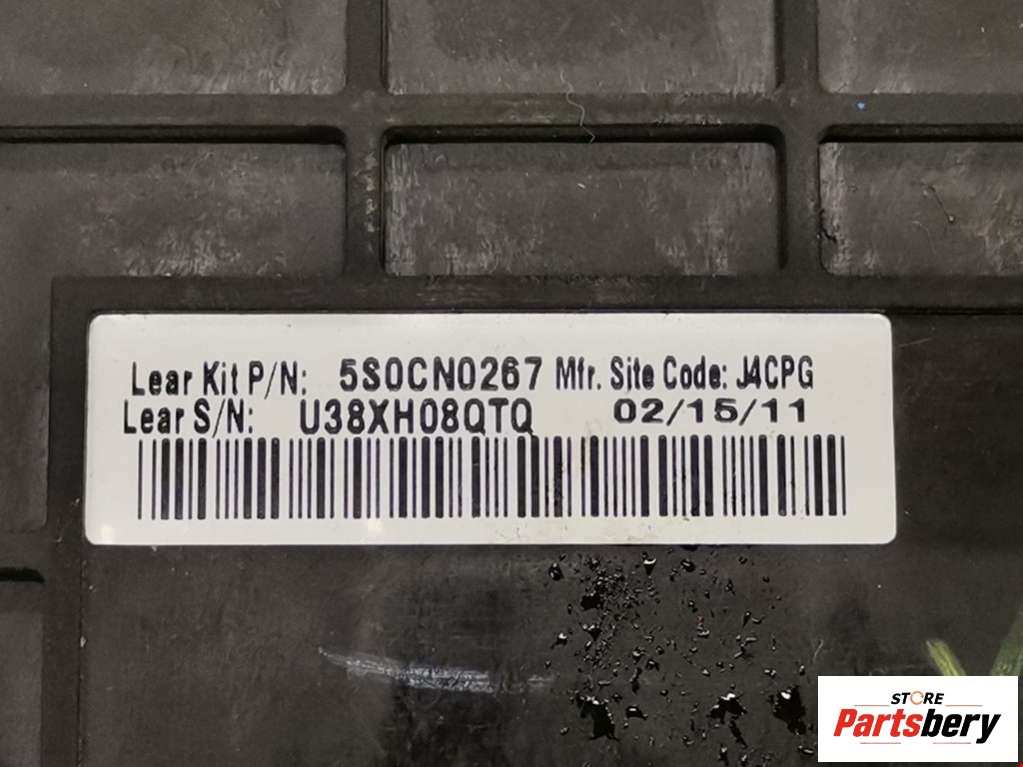 Lear Kit P/N: 5S0CN0267 Mfr. Site Code: J4CPG
Lear S/N: U38XH08QTQ 02/15/11
STORE
Partsbery